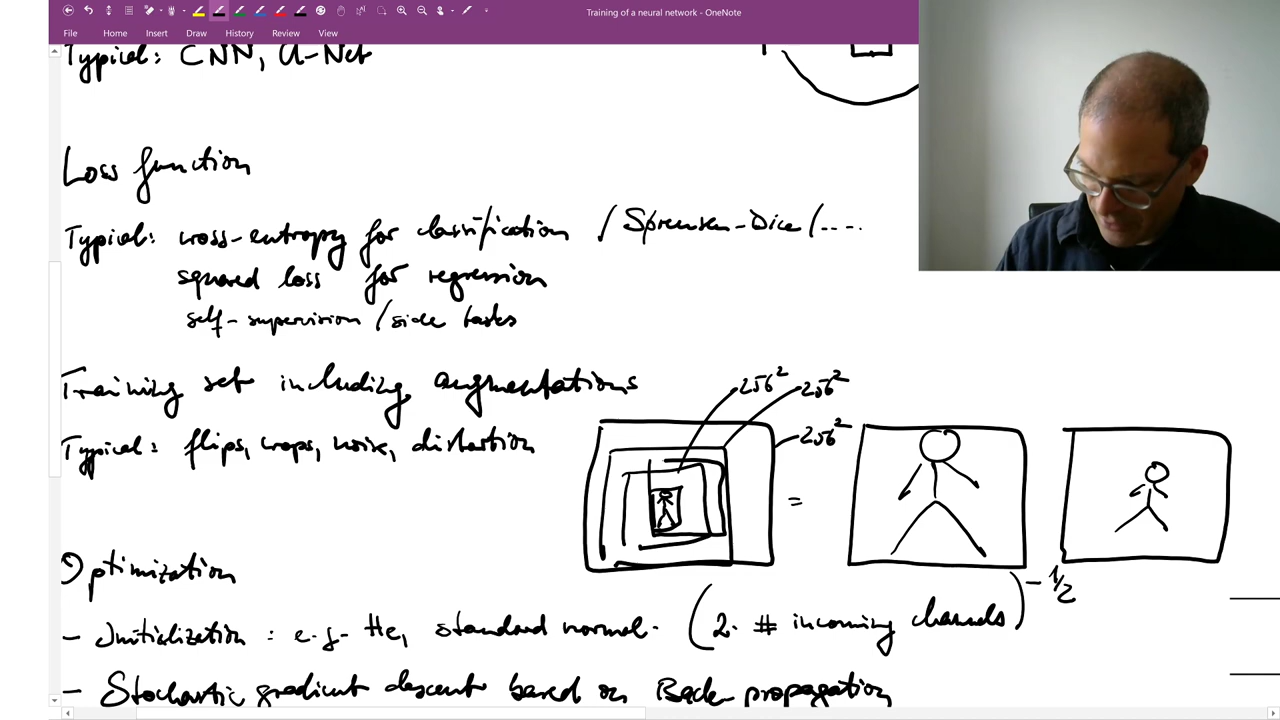 Training of a neural network - OneNote
File Home Insert Draw History Review View
Typical: CNN, U-Net
Loss function
Typical: cross-entropy for classification / Sørensen-Dice / ....
squared loss for regression
self-supervision / side tasks
Training set including augmentations
256² 256²
Typical: flips, crops, noise, distortion 256²
=
Optimization
- Initialization: e.g. He, standard normal · (2 · # incoming channels)^-1/2
- Stochastic gradient descent based on Back propagation